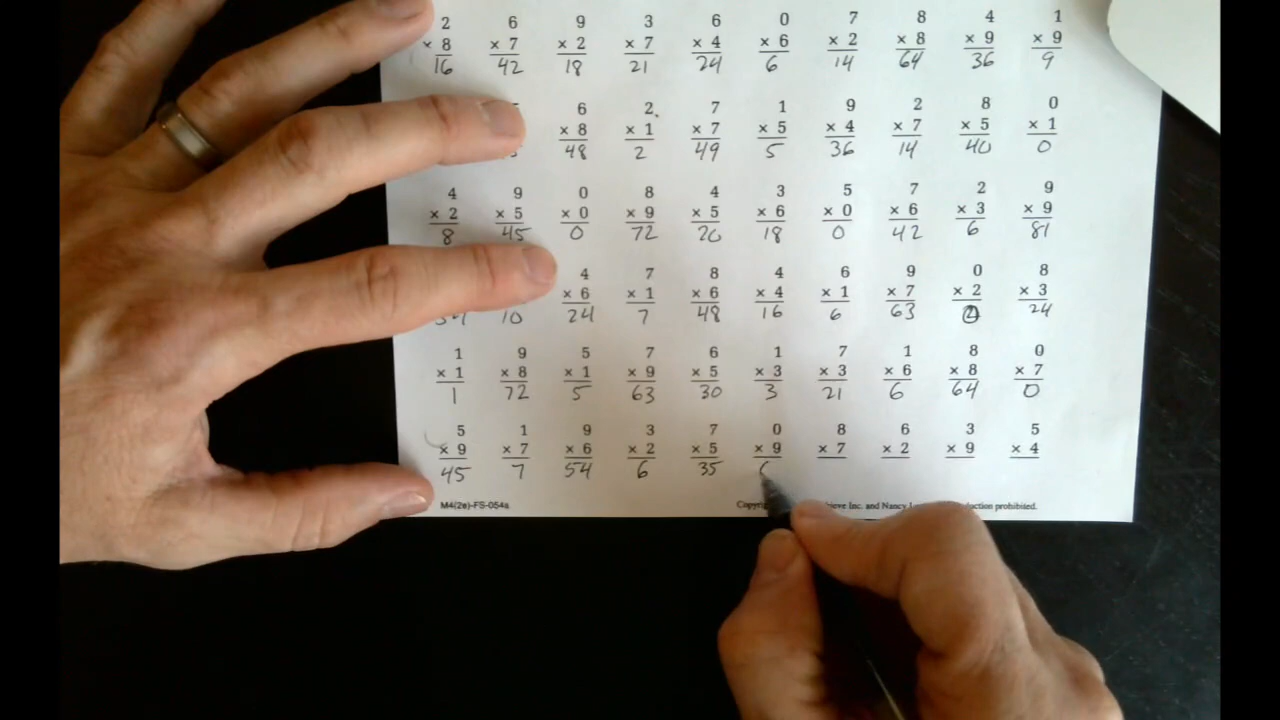 2 6 9 3 6 0 7 8 4 1
× 8 × 7 × 2 × 7 × 4 × 6 × 2 × 8 × 9 × 9
16 42 18 21 24 6 14 64 36 9
6 2 7 1 9 2 8 0
× 8 × 1 × 7 × 5 × 4 × 7 × 5 × 1
48 2 49 5 36 14 40 0
4 9 0 8 4 3 5 7 2 9
× 2 × 5 × 0 × 9 × 5 × 6 × 0 × 6 × 3 × 9
8 45 0 72 20 18 0 42 6 81
4 7 8 4 6 9 0 8
× 6 × 1 × 6 × 4 × 1 × 7 × 2 × 3
10 24 7 48 16 6 63 24
1 9 5 7 6 1 7 1 8 0
× 1 × 8 × 1 × 9 × 5 × 3 × 3 × 6 × 8 × 7
1 72 5 63 30 3 21 6 64 0
5 1 9 3 7 0 8 6 3 5
× 9 × 7 × 6 × 2 × 5 × 9 × 7 × 2 × 9 × 4
45 7 54 6 35
M4(2e)-FS-054a Inc. and Nancy prohibited.